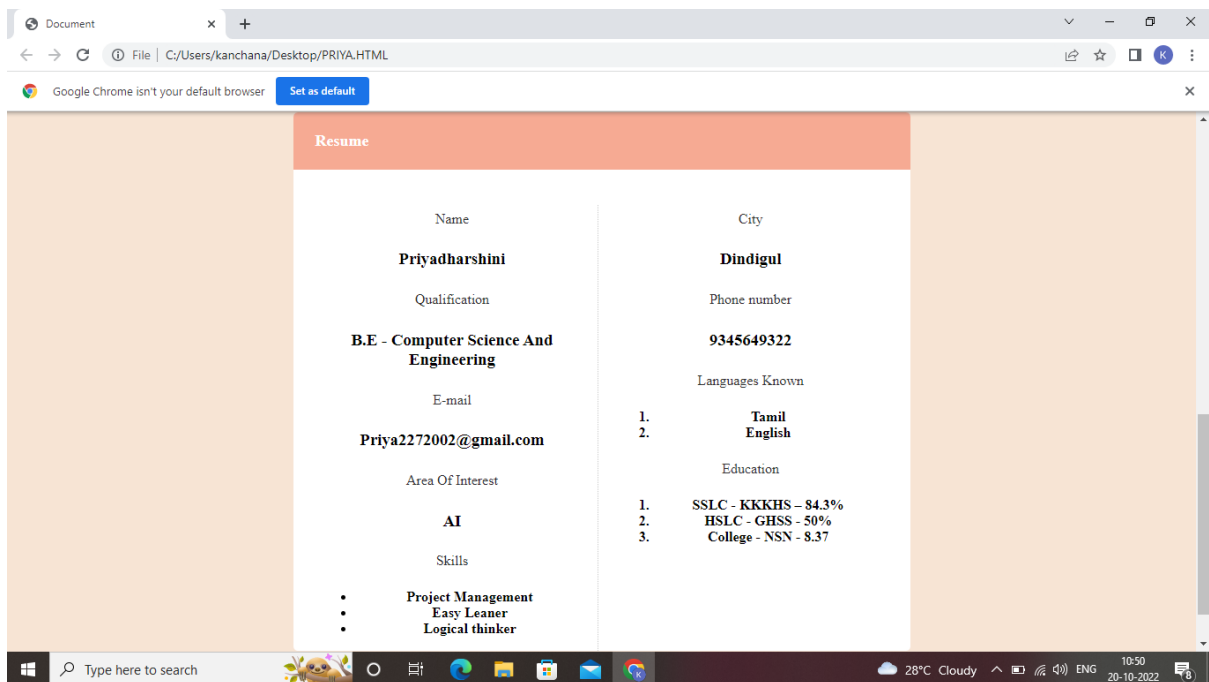 Document
File
C:/Users/kanchana/Desktop/PRIYA.HTML
K
Google Chrome isn't your default browser
Set as default
Resume
Name
Priyadharshini
Qualification
B.E - Computer Science And
Engineering
E-mail
Priya2272002@gmail.com
Area Of Interest
AI
Skills
Project Management
Easy Leaner
Logical thinker
City
Dindigul
Phone number
9345649322
Languages Known
1. Tamil
2. English
Education
1. SSLC - KKKHS – 84.3%
2. HSLC - GHSS - 50%
3. College - NSN - 8.37
Type here to search
28°C Cloudy
ENG
10:50
20-10-2022
8